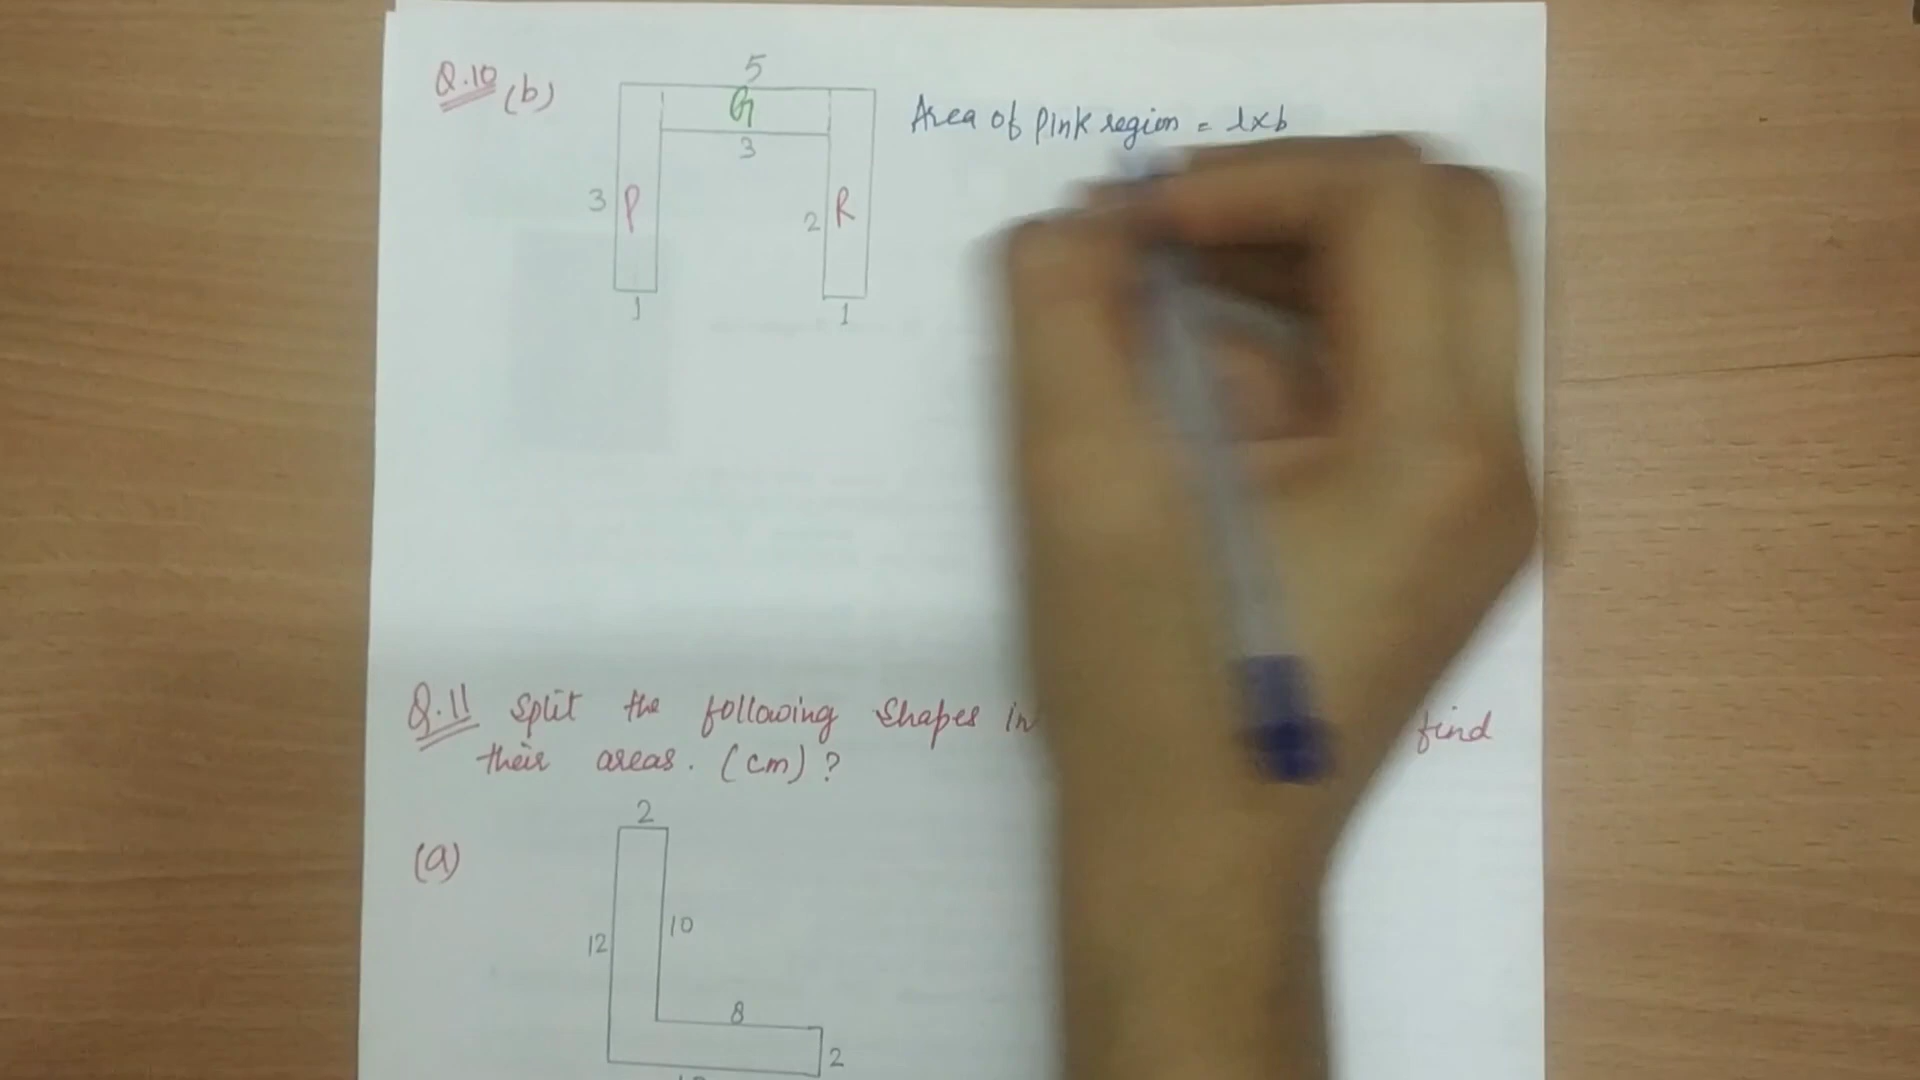 Q.10 (b)
5
G
3
3 P
2 R
1
1
Area of Pink region = l×b
Q.11 Split the following Shapes in
find
their areas. (cm) ?
2
(a)
12
10
8
2